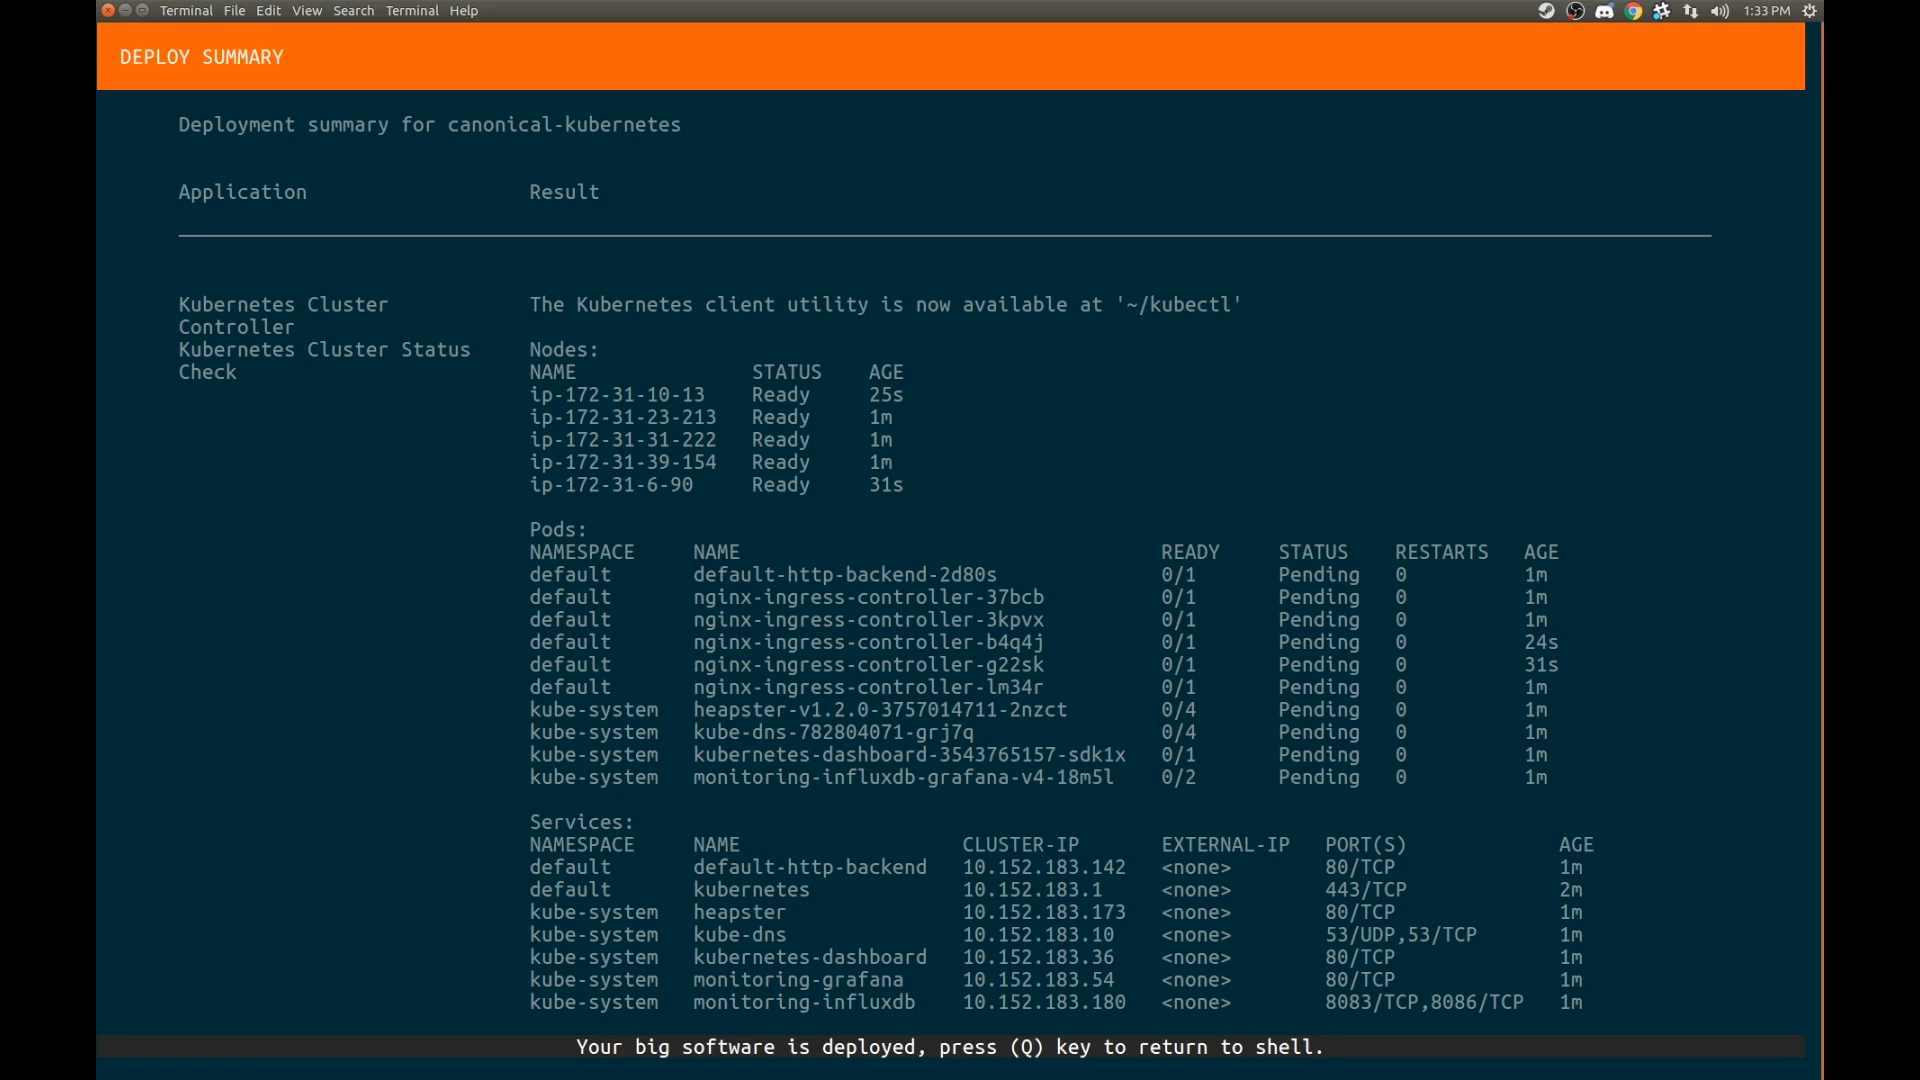 Terminal File Edit View Search Terminal Help 1:33 PM
DEPLOY SUMMARY
Deployment summary for canonical-kubernetes
Application Result
Kubernetes Cluster The Kubernetes client utility is now available at '~/kubectl'
Controller
Kubernetes Cluster Status Nodes:
Check NAME STATUS AGE
ip-172-31-10-13 Ready 25s
ip-172-31-23-213 Ready 1m
ip-172-31-31-222 Ready 1m
ip-172-31-39-154 Ready 1m
ip-172-31-6-90 Ready 31s
Pods:
NAMESPACE NAME READY STATUS RESTARTS AGE
default default-http-backend-2d80s 0/1 Pending 0 1m
default nginx-ingress-controller-37bcb 0/1 Pending 0 1m
default nginx-ingress-controller-3kpvx 0/1 Pending 0 1m
default nginx-ingress-controller-b4q4j 0/1 Pending 0 24s
default nginx-ingress-controller-g22sk 0/1 Pending 0 31s
default nginx-ingress-controller-lm34r 0/1 Pending 0 1m
kube-system heapster-v1.2.0-3757014711-2nzct 0/4 Pending 0 1m
kube-system kube-dns-782804071-grj7q 0/4 Pending 0 1m
kube-system kubernetes-dashboard-3543765157-sdk1x 0/1 Pending 0 1m
kube-system monitoring-influxdb-grafana-v4-18m5l 0/2 Pending 0 1m
Services:
NAMESPACE NAME CLUSTER-IP EXTERNAL-IP PORT(S) AGE
default default-http-backend 10.152.183.142 <none> 80/TCP 1m
default kubernetes 10.152.183.1 <none> 443/TCP 2m
kube-system heapster 10.152.183.173 <none> 80/TCP 1m
kube-system kube-dns 10.152.183.10 <none> 53/UDP,53/TCP 1m
kube-system kubernetes-dashboard 10.152.183.36 <none> 80/TCP 1m
kube-system monitoring-grafana 10.152.183.54 <none> 80/TCP 1m
kube-system monitoring-influxdb 10.152.183.180 <none> 8083/TCP,8086/TCP 1m
Your big software is deployed, press (Q) key to return to shell.